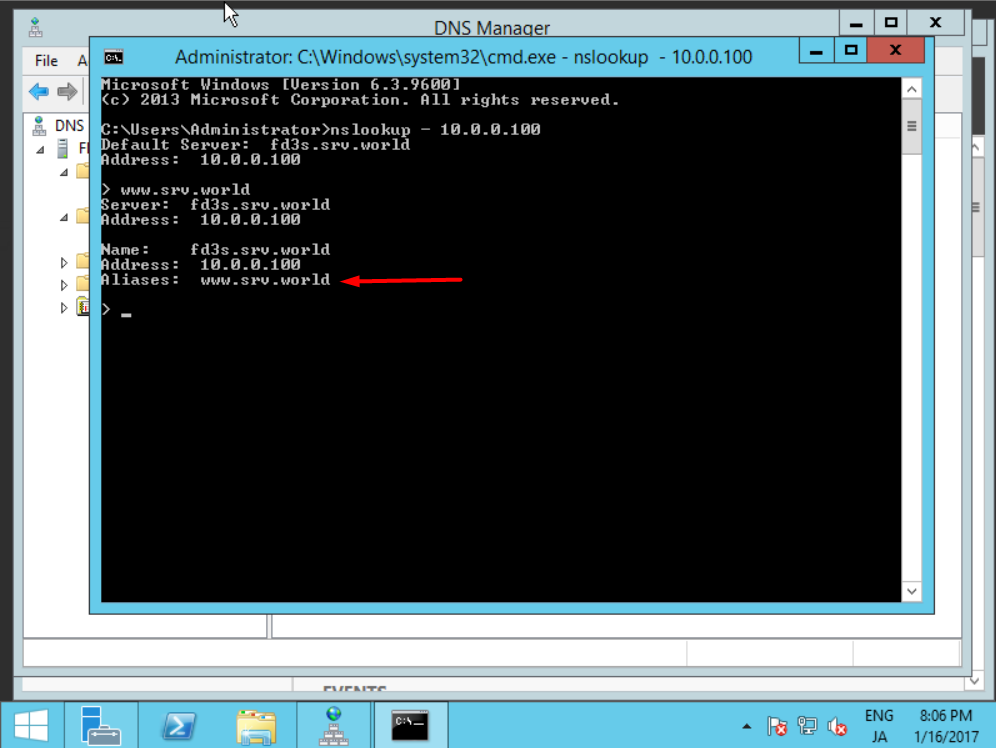 DNS Manager
File
Administrator: C:\Windows\system32\cmd.exe - nslookup - 10.0.0.100
DNS
Microsoft Windows [Version 6.3.9600]
(c) 2013 Microsoft Corporation. All rights reserved.
C:\Users\Administrator>nslookup - 10.0.0.100
Default Server:  fd3s.srv.world
Address:  10.0.0.100
> www.srv.world
Server:  fd3s.srv.world
Address:  10.0.0.100
Name:    fd3s.srv.world
Address:  10.0.0.100
Aliases:  www.srv.world
>
EVENTS
C:\._
ENG
8:06 PM
JA
1/16/2017